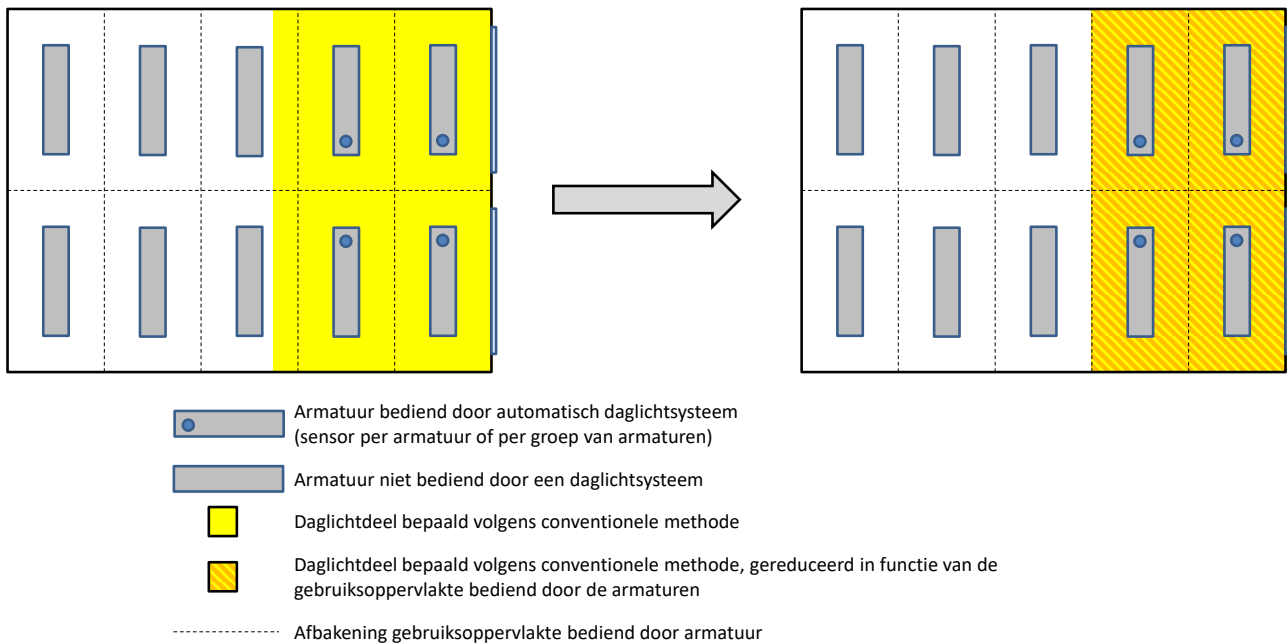 Armatuur bediend door automatisch daglichtsysteem
(sensor per armatuur of per groep van armaturen)
Armatuur niet bediend door een daglichtsysteem
Daglichtdeel bepaald volgens conventionele methode
Daglichtdeel bepaald volgens conventionele methode, gereduceerd in functie van de
gebruiksoppervlakte bediend door de armaturen
Afbakening gebruiksoppervlakte bediend door armatuur